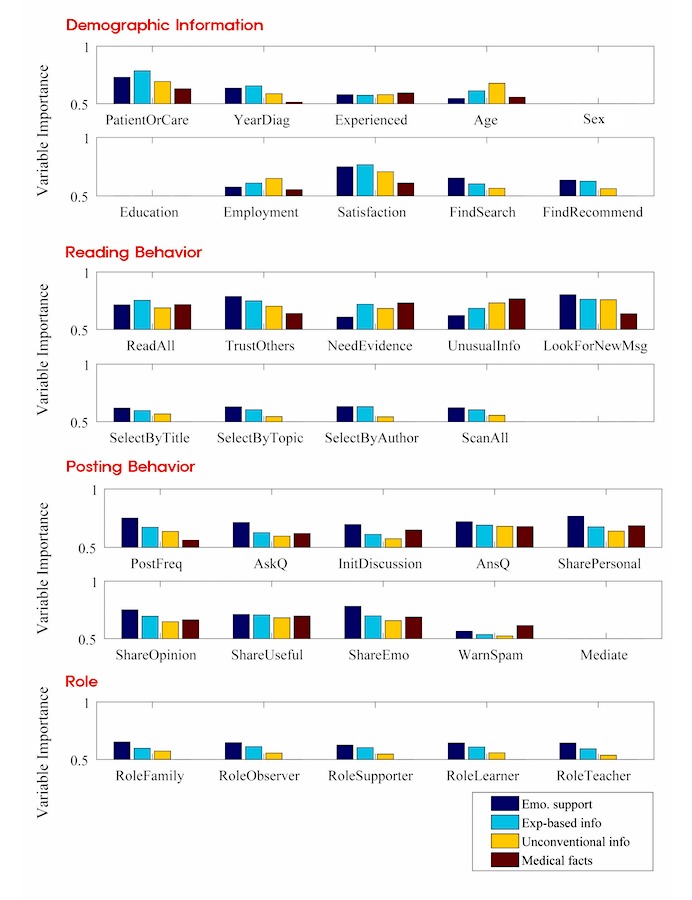 Demographic Information
1
0.5
PatientOrCare YearDiag Experienced Age Sex
Variable Importance
1
0.5
Education Employment Satisfaction FindSearch FindRecommend
Reading Behavior
1
0.5
ReadAll TrustOthers NeedEvidence UnusualInfo LookForNewMsg
Variable Importance
1
0.5
SelectByTitle SelectByTopic SelectByAuthor ScanAll
Posting Behavior
1
0.5
PostFreq AskQ InitDiscussion AnsQ SharePersonal
Variable Importance
1
0.5
ShareOpinion ShareUseful ShareEmo WarnSpam Mediate
Role
Variable Importance
1
0.5
RoleFamily RoleObserver RoleSupporter RoleLearner RoleTeacher
Emo. support
Exp-based info
Unconventional info
Medical facts